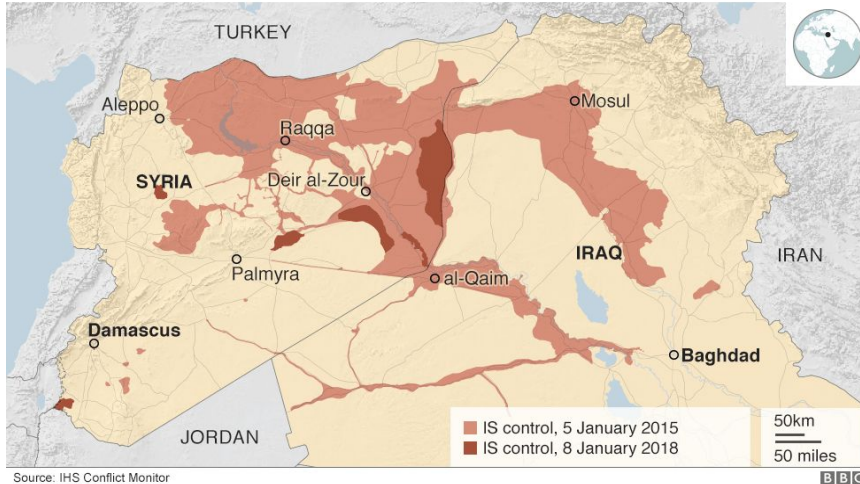 TURKEY
Aleppo
Mosul
Raqqa
SYRIA
Deir al-Zour
IRAN
IRAQ
Palmyra
al-Qaim
Damascus
Baghdad
JORDAN
IS control, 5 January 2015
IS control, 8 January 2018
50km
50 miles
Source: IHS Conflict Monitor
BBC